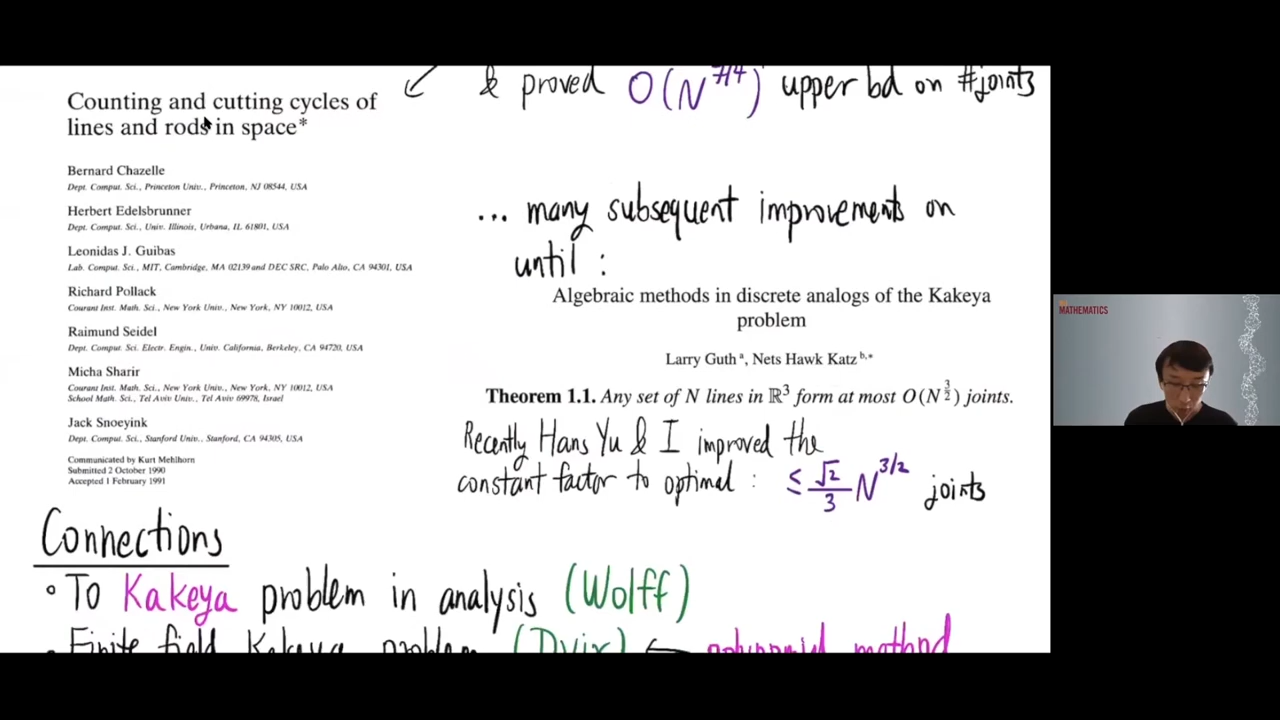 & proved O(N^{7/4}) upper bd on #joints
Counting and cutting cycles of
lines and rods in space*
Bernard Chazelle
Dept. Comput. Sci., Princeton Univ., Princeton, NJ 08544, USA
Herbert Edelsbrunner
Dept. Comput. Sci., Univ. Illinois, Urbana, IL 61801, USA
Leonidas J. Guibas
Lab. Comput. Sci., MIT, Cambridge, MA 02139 and DEC SRC, Palo Alto, CA 94301, USA
Richard Pollack
Courant Inst. Math. Sci., New York Univ., New York, NY 10012, USA
Raimund Seidel
Dept. Comput. Sci. Electr. Engin., Univ. California, Berkeley, CA 94720, USA
Micha Sharir
Courant Inst. Math. Sci., New York Univ., New York, NY 10012, USA
School Math. Sci., Tel Aviv Univ., Tel Aviv 69978, Israel
Jack Snoeyink
Dept. Comput. Sci., Stanford Univ., Stanford, CA 94305, USA
Communicated by Kurt Mehlhorn
Submitted 2 October 1990
Accepted 1 February 1991
... many subsequent improvements on
until :
Algebraic methods in discrete analogs of the Kakeya
problem
Larry Guth a, Nets Hawk Katz b,*
Theorem 1.1. Any set of N lines in ℝ³ form at most O(N^{3/2}) joints.
Recently Hans Yu & I improved the
constant factor to optimal : ≤ √2/3 N^{3/2} joints
Connections
• To Kakeya problem in analysis (Wolff)
• Finite field Kakeya problem (Dvir) ← polynomial method
MATHEMATICS